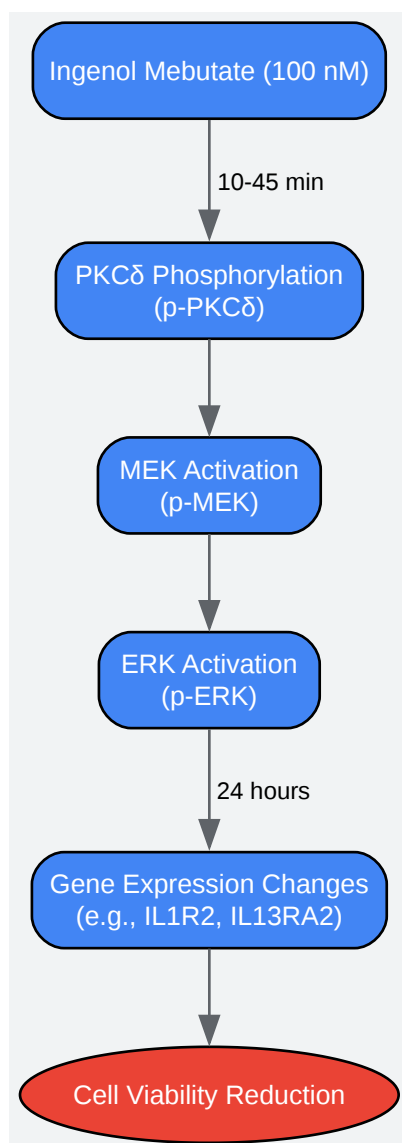 Ingenol Mebutate (100 nM)
10-45 min
PKCδ Phosphorylation
(p-PKCδ)
MEK Activation
(p-MEK)
ERK Activation
(p-ERK)
24 hours
Gene Expression Changes
(e.g., IL1R2, IL13RA2)
Cell Viability Reduction